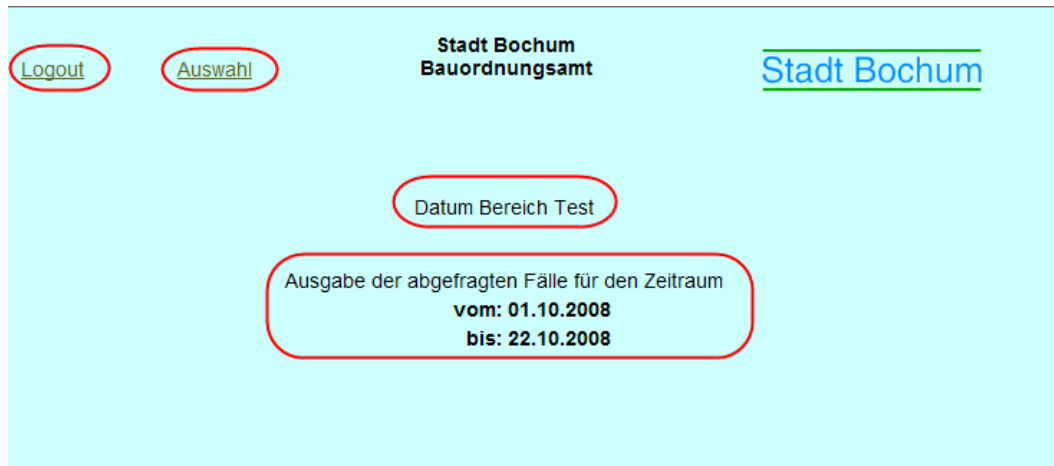 Logout
Auswahl
Stadt Bochum
Bauordnungsamt
Stadt Bochum
Datum Bereich Test
Ausgabe der abgefragten Fälle für den Zeitraum
vom: 01.10.2008
bis: 22.10.2008